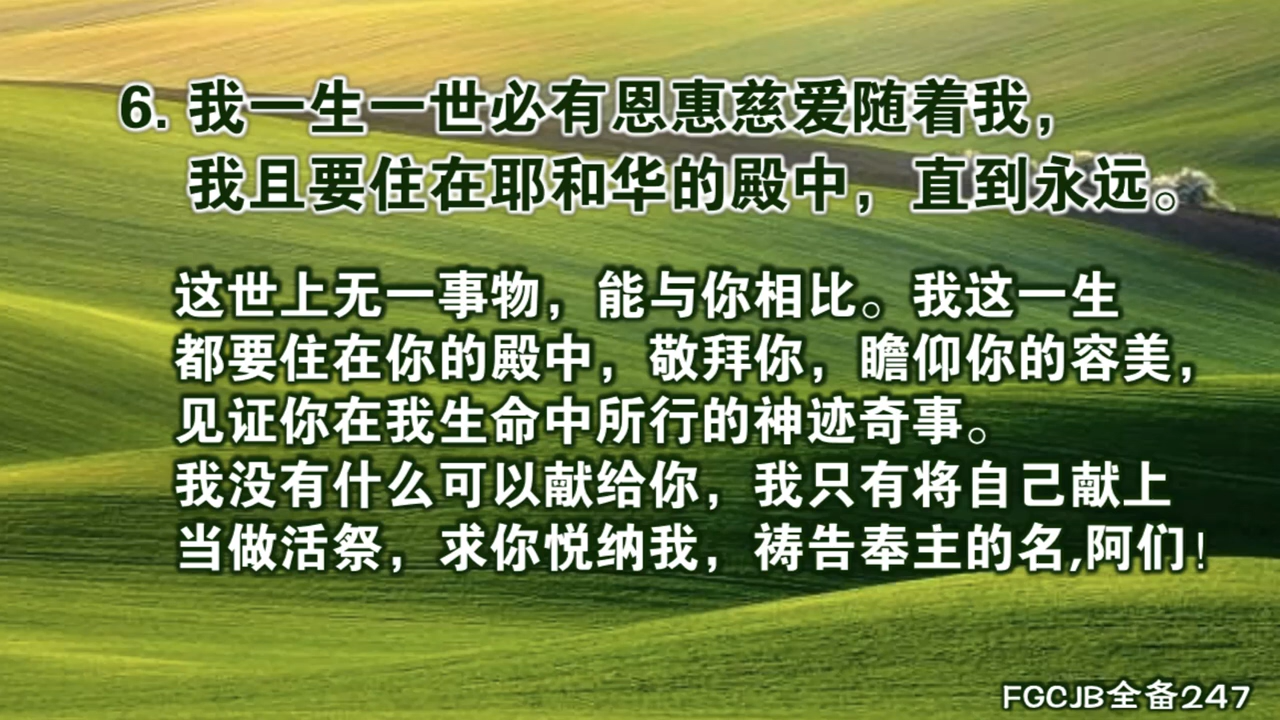 6. 我一生一世必有恩惠慈爱随着我，
我且要住在耶和华的殿中，直到永远。
这世上无一事物，能与你相比。我这一生
都要住在你的殿中，敬拜你，瞻仰你的容美，
见证你在我生命中所行的神迹奇事。
我没有什么可以献给你，我只有将自己献上
当做活祭，求你悦纳我，祷告奉主的名,阿们！
FGCJB全备247